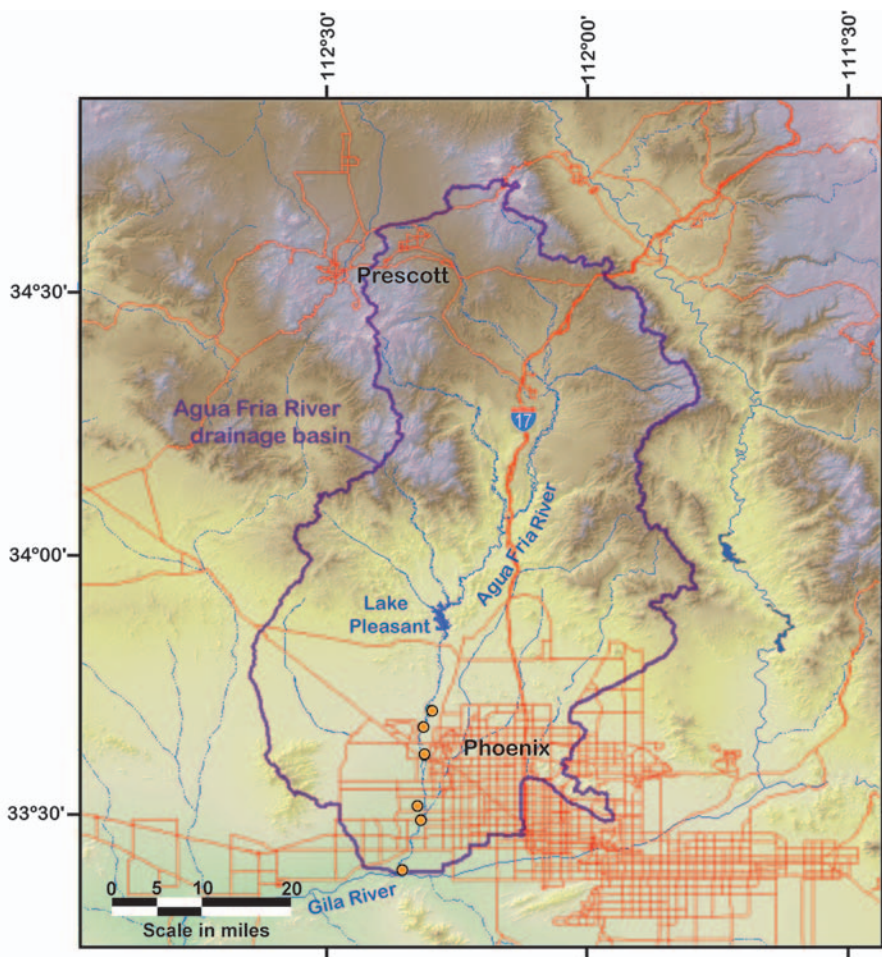 112°30'
112°00'
111°30'
34°30'
Prescott
Agua Fria River
drainage basin
17
34°00'
Agua Fria River
Lake
Pleasant
Phoenix
33°30'
0 5 10 20
Scale in miles
Gila River